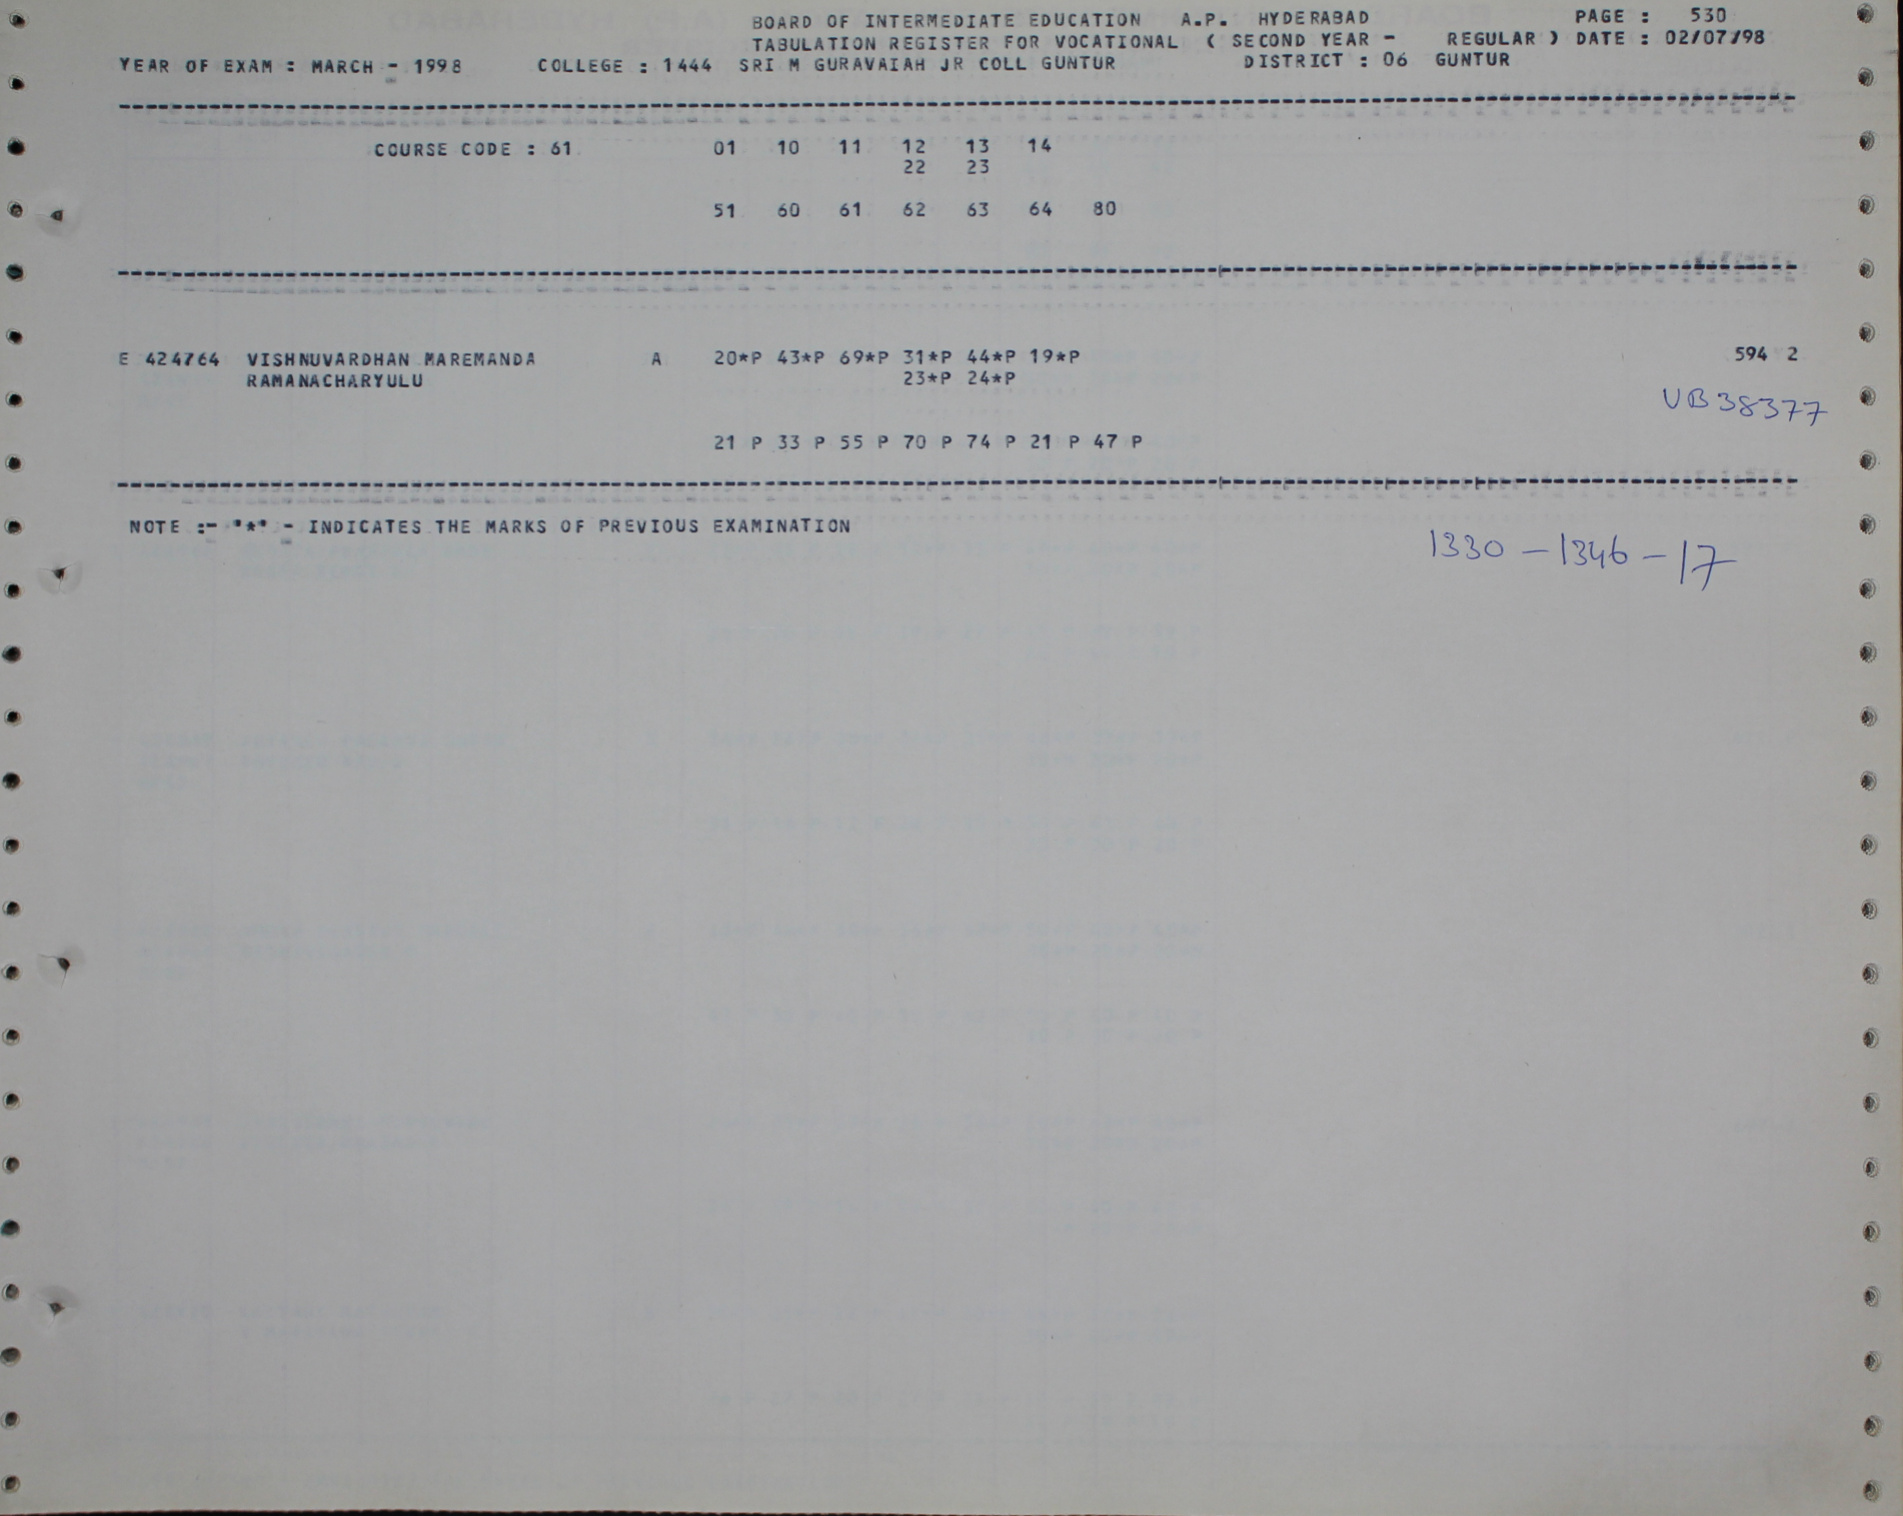 BOARD OF INTERMEDIATE EDUCATION A.P. HYDERABAD PAGE : 530
TABULATION REGISTER FOR VOCATIONAL ( SECOND YEAR - REGULAR ) DATE : 02/07/98
YEAR OF EXAM : MARCH - 1998 COLLEGE : 1444 SRI M GURAVAIAH JR COLL GUNTUR DISTRICT : 06 GUNTUR
COURSE CODE : 61 01 10 11 12 13 14
22 23
51 60 61 62 63 64 80
E 424764 VISHNUVARDHAN MAREMANDA A 20*P 43*P 69*P 31*P 44*P 19*P 594 2
RAMANACHARYULU 23*P 24*P
VB38377
21 P 33 P 55 P 70 P 74 P 21 P 47 P
NOTE :- "*" - INDICATES THE MARKS OF PREVIOUS EXAMINATION
1330 - 1346 - 17